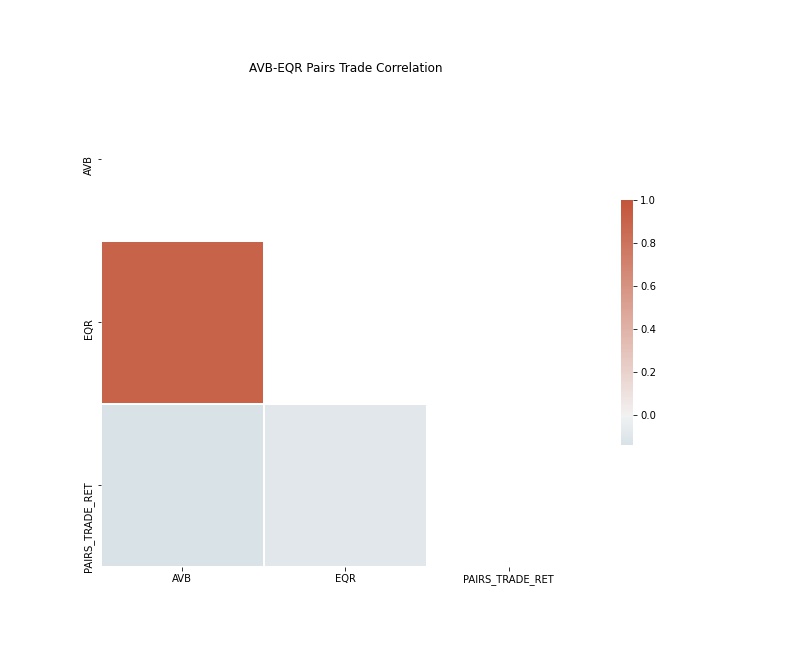 AVB-EQR Pairs Trade Correlation
AVB
EQR
PAIRS_TRADE_RET
AVB
EQR
PAIRS_TRADE_RET
1.0
0.8
0.6
0.4
0.2
0.0